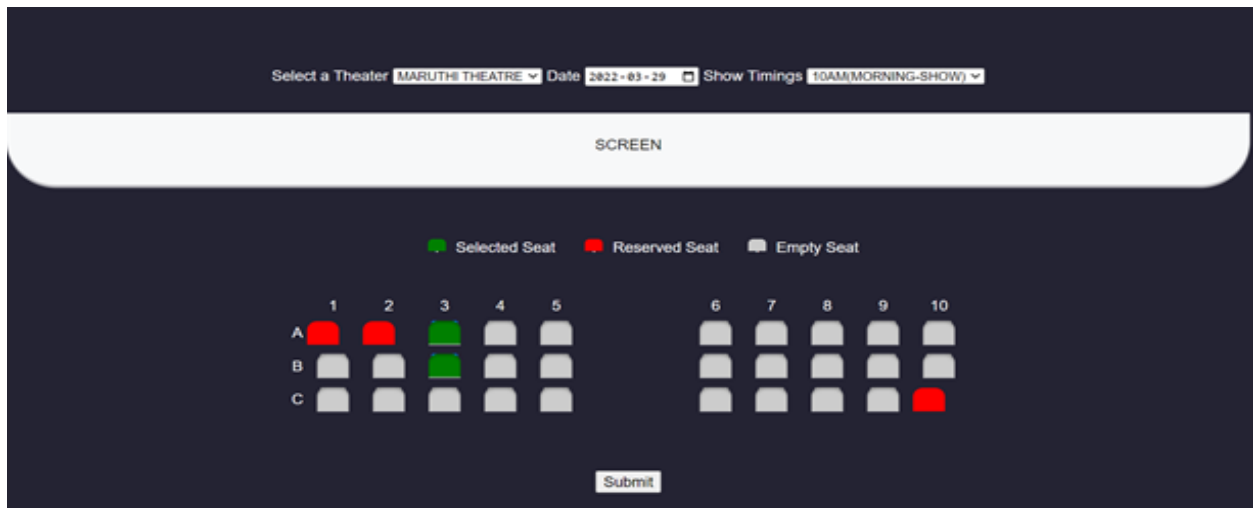 Select a Theater MARUTHI THEATRE Date 2022-03-29 Show Timings 10AM(MORNING-SHOW)
SCREEN
Selected Seat Reserved Seat Empty Seat
1 2 3 4 5 6 7 8 9 10
A
B
C
Submit